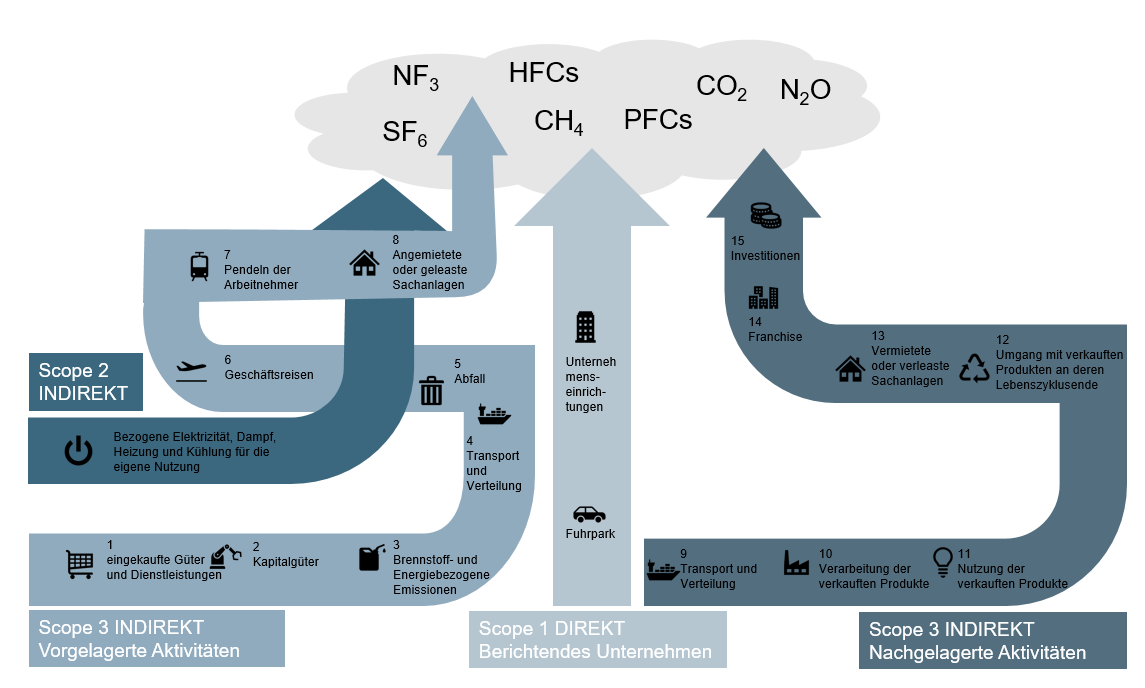 NF₃
HFCs
CO₂
N₂O
SF₆
CH₄
PFCs
7
Pendeln der
Arbeitnehmer
8
Angemietete
oder geleaste
Sachanlagen
6
Geschäftsreisen
5
Abfall
4
Transport
und
Verteilung
Scope 2
INDIREKT
Bezogene Elektrizität, Dampf,
Heizung und Kühlung für die
eigene Nutzung
1
eingekaufte Güter
und Dienstleistungen
2
Kapitalgüter
3
Brennstoff- und
Energiebezogene
Emissionen
Scope 3 INDIREKT
Vorgelagerte Aktivitäten
Unterneh
mens-
einrich-
tungen
Fuhrpark
Scope 1 DIREKT
Berichtendes Unternehmen
15
Investitionen
14
Franchise
13
Vermietete
oder verleaste
Sachanlagen
12
Umgang mit verkauften
Produkten an deren
Lebenszyklusende
9
Transport und
Verteilung
10
Verarbeitung der
verkauften Produkte
11
Nutzung der
verkauften Produkte
Scope 3 INDIREKT
Nachgelagerte Aktivitäten